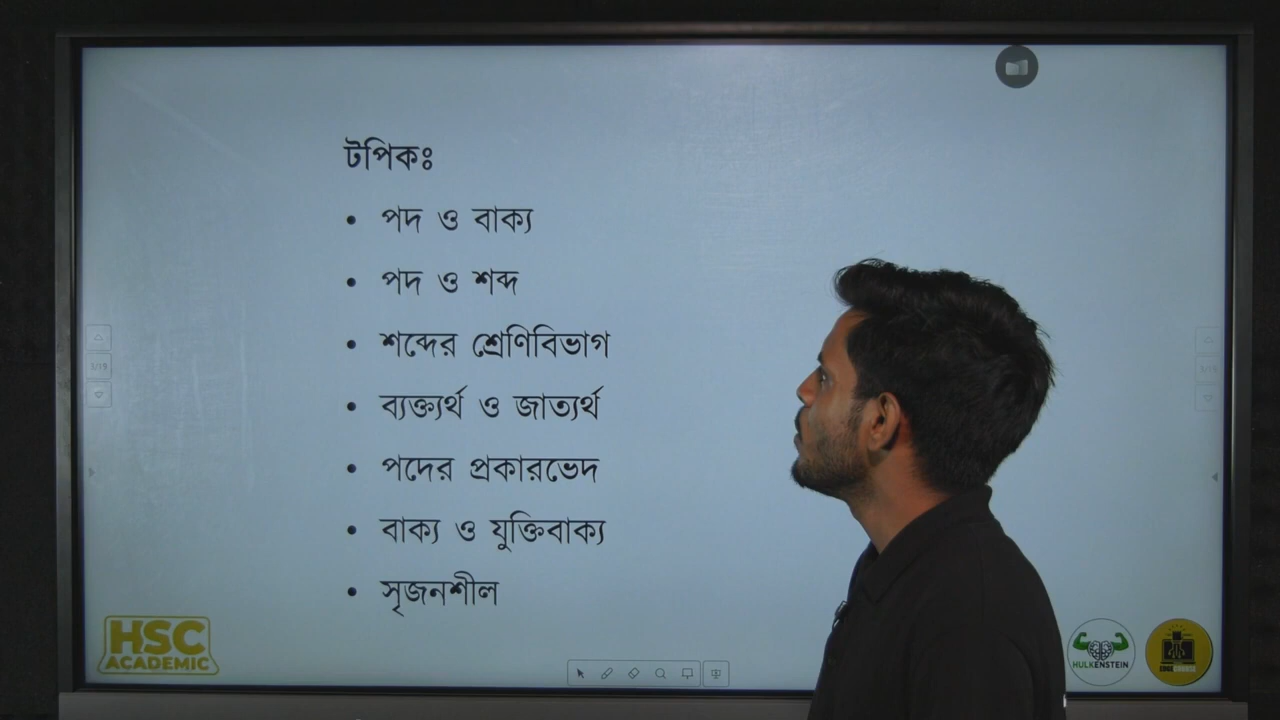 টপিকঃ
• পদ ও বাক্য
• পদ ও শব্দ
• শব্দের শ্রেণিবিভাগ
• ব্যক্ত্যর্থ ও জাত্যর্থ
• পদের প্রকারভেদ
• বাক্য ও যুক্তিবাক্য
• সৃজনশীল
HSC
ACADEMIC
HULKENSTEIN